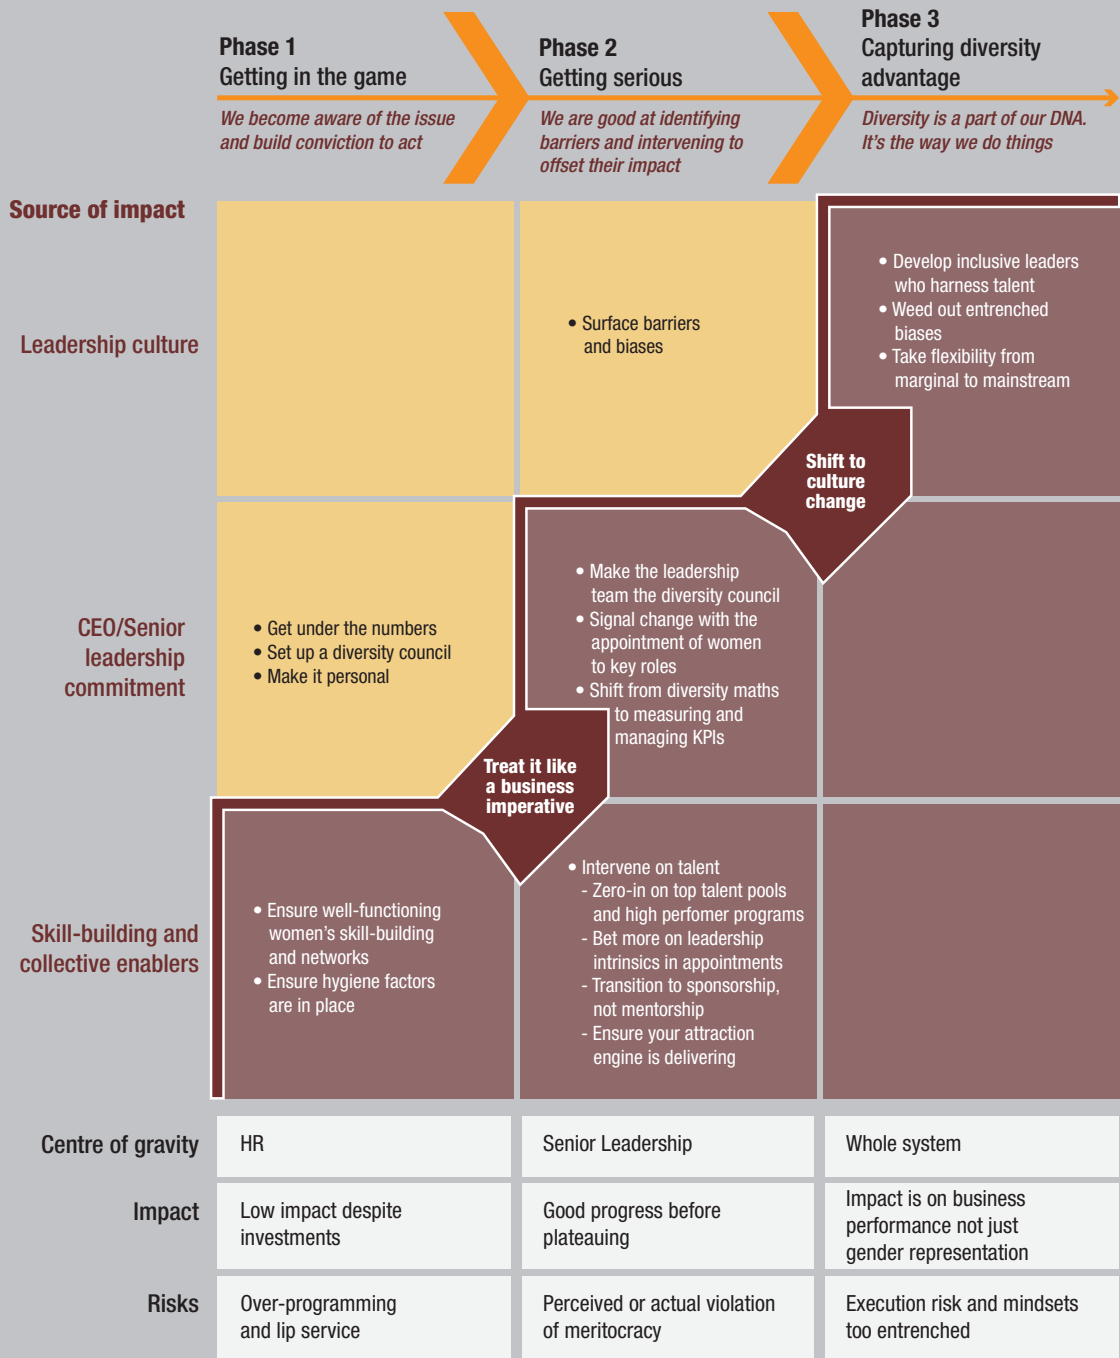 Phase 1
Getting in the game
We become aware of the issue
and build conviction to act
Phase 2
Getting serious
We are good at identifying
barriers and intervening to
offset their impact
Phase 3
Capturing diversity
advantage
Diversity is a part of our DNA.
It's the way we do things
Source of impact
Leadership culture
• Surface barriers
and biases
• Develop inclusive leaders
who harness talent
• Weed out entrenched
biases
• Take flexibility from
marginal to mainstream
Shift to
culture
change
CEO/Senior
leadership
commitment
• Get under the numbers
• Set up a diversity council
• Make it personal
• Make the leadership
team the diversity council
• Signal change with the
appointment of women
to key roles
• Shift from diversity maths
to measuring and
managing KPIs
Treat it like
a business
imperative
Skill-building and
collective enablers
• Ensure well-functioning
women's skill-building
and networks
• Ensure hygiene factors
are in place
• Intervene on talent
- Zero-in on top talent pools
and high perfomer programs
- Bet more on leadership
intrinsics in appointments
- Transition to sponsorship,
not mentorship
- Ensure your attraction
engine is delivering
Centre of gravity
HR
Senior Leadership
Whole system
Impact
Low impact despite
investments
Good progress before
plateauing
Impact is on business
performance not just
gender representation
Risks
Over-programming
and lip service
Perceived or actual violation
of meritocracy
Execution risk and mindsets
too entrenched